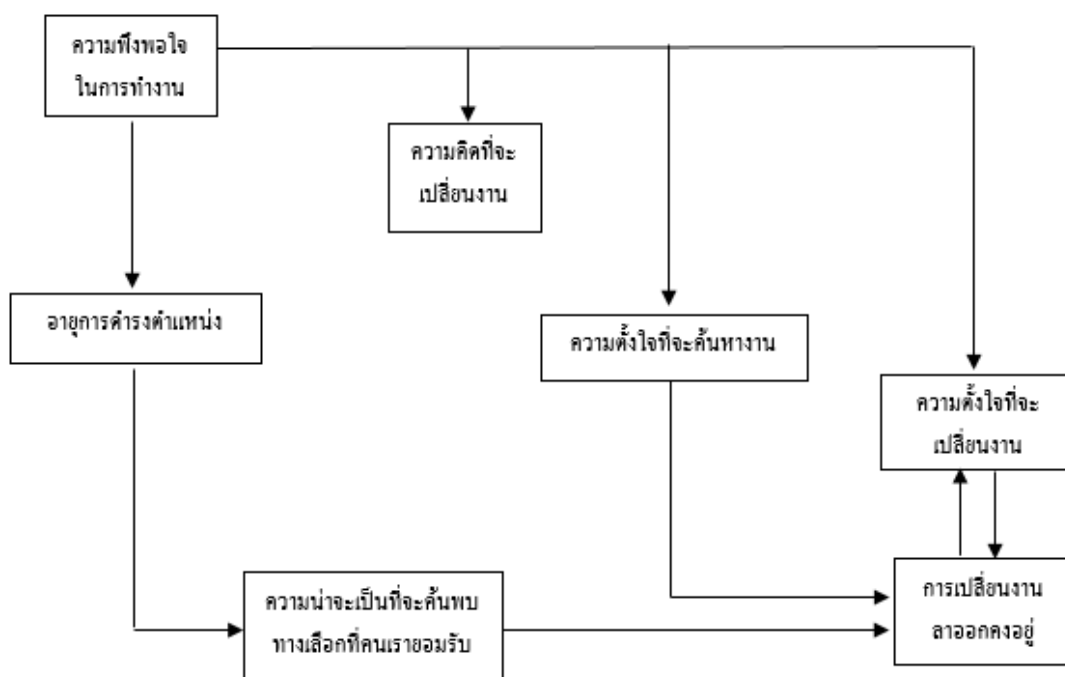 ความพึงพอใจ
ในการทำงาน
ความคิดที่จะ
เปลี่ยนงาน
อายุการดำรงตำแหน่ง
ความตั้งใจที่จะค้นหางาน
ความตั้งใจที่จะ
เปลี่ยนงาน
ความน่าจะเป็นที่จะค้นพบ
ทางเลือกที่คนเรายอมรับ
การเปลี่ยนงาน
ลาออกคงอยู่